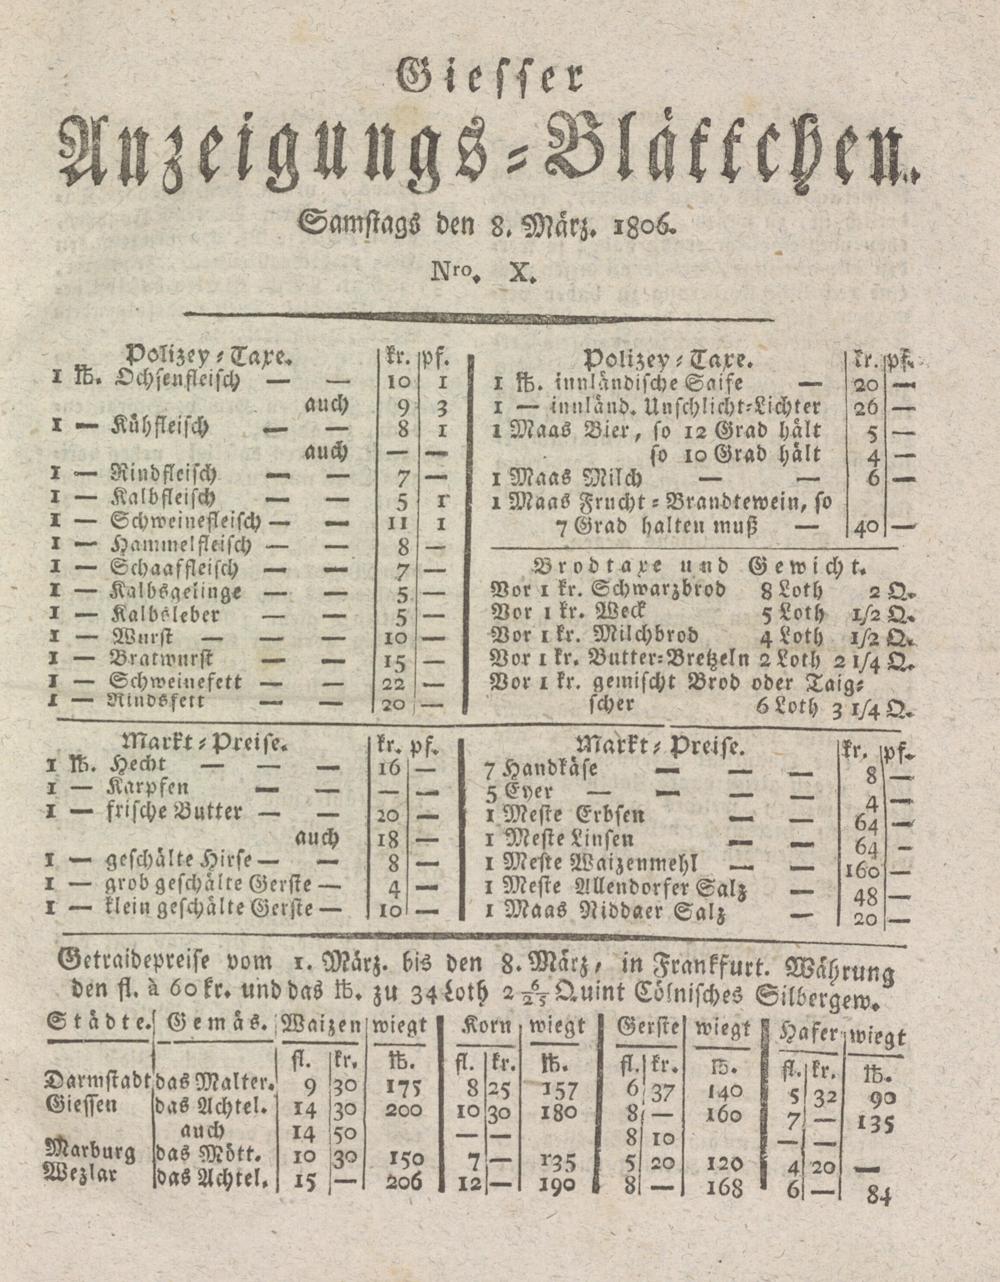 Giesser
Anzeigungs-Blättchen.
Samstags den 8. März. 1806.
Nro. X.
Polizey-Taxe. kr. pf.
1 ℔. Ochsenfleisch — — 10 1
auch 9 3
1 — Kühfleisch — — 8 1
auch — —
1 — Rindfleisch — — 7 —
1 — Kalbfleisch — — 5 1
1 — Schweinefleisch — — 11 1
1 — Hammelfleisch — — 8 —
1 — Schaaffleisch — — 7 —
1 — Kalbsgelinge — — 5 —
1 — Kalbsleber — — 5 —
1 — Wurst — — — 10 —
1 — Bratwurst — — 15 —
1 — Schweinefett — — 22 —
1 — Rindsfett — — 20 —
Polizey-Taxe. kr. pf.
1 ℔. innländische Saife — 20 —
1 — innländ. Unschlicht-Lichter 26 —
1 Maas Bier, so 12 Grad hält 5 —
so 10 Grad hält 4 —
1 Maas Milch — — 6 —
1 Maas Frucht-Brandtewein, so
7 Grad halten muß — 40 —
Brodtaxe und Gewicht.
Vor 1 kr. Schwarzbrod 8 Loth 2 Q.
Vor 1 kr. Weck 5 Loth 1/2 Q.
Vor 1 kr. Milchbrod 4 Loth 1/2 Q.
Vor 1 kr. Butter-Bretzeln 2 Loth 2 1/4 Q.
Vor 1 kr. gemischt Brod oder Taig-
scher 6 Loth 3 1/4 Q.
Markt-Preise. kr. pf.
1 ℔. Hecht — — — 16 —
1 — Karpfen — — — —
1 — frische Butter — — 20 —
auch 18 —
1 — geschälte Hirse — — 8 —
1 — grob geschälte Gerste — 4 —
1 — klein geschälte Gerste — 10 —
Markt-Preise. kr. pf.
7 Handkäse — — — 8 —
5 Eyer — — — — 4 —
1 Meste Erbsen — — 64 —
1 Meste Linsen — — 64 —
1 Meste Waizenmehl — — 160 —
1 Meste Allendorfer Salz — 48 —
1 Maas Niddaer Salz — 20 —
Getraidepreise vom 1. März. bis den 8. März, in Frankfurt. Währung
den fl. à 60 kr. und das ℔. zu 34 Loth 2 6/25 Quint Cölnisches Silbergew.
Städte. Gemäs. Waizen wiegt Korn wiegt Gerste wiegt Hafer wiegt
fl. kr. ℔. fl. kr. ℔. fl. kr. ℔. fl. kr. ℔.
Darmstadt das Malter. 9 30 175 8 25 157 6 37 140 5 32 90
Giessen das Achtel. 14 30 200 10 30 180 8 — 160 7 — 135
auch 14 50 — — 8 10 — —
Marburg das Mött. 10 30 150 7 — 135 5 20 120 4 20 —
Wezlar das Achtel. 15 — 206 12 — 190 8 — 168 6 — 84